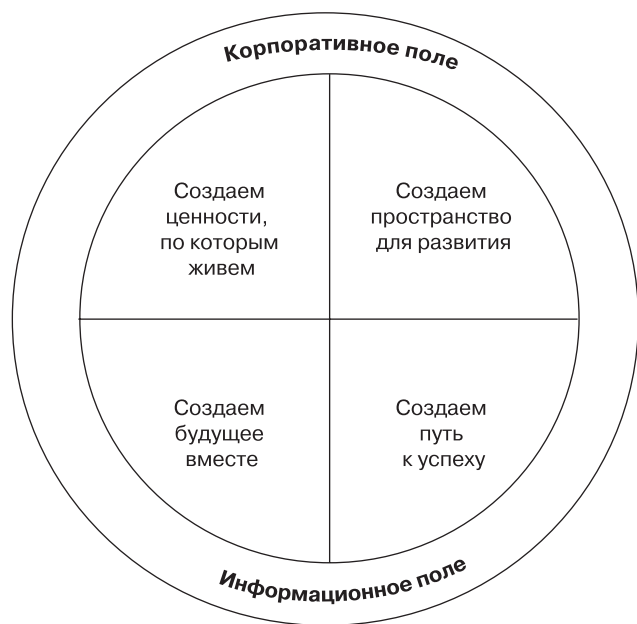 Корпоративное поле
Создаем
ценности,
по которым
живем
Создаем
пространство
для развития
Создаем
будущее
вместе
Создаем
путь
к успеху
Информационное поле